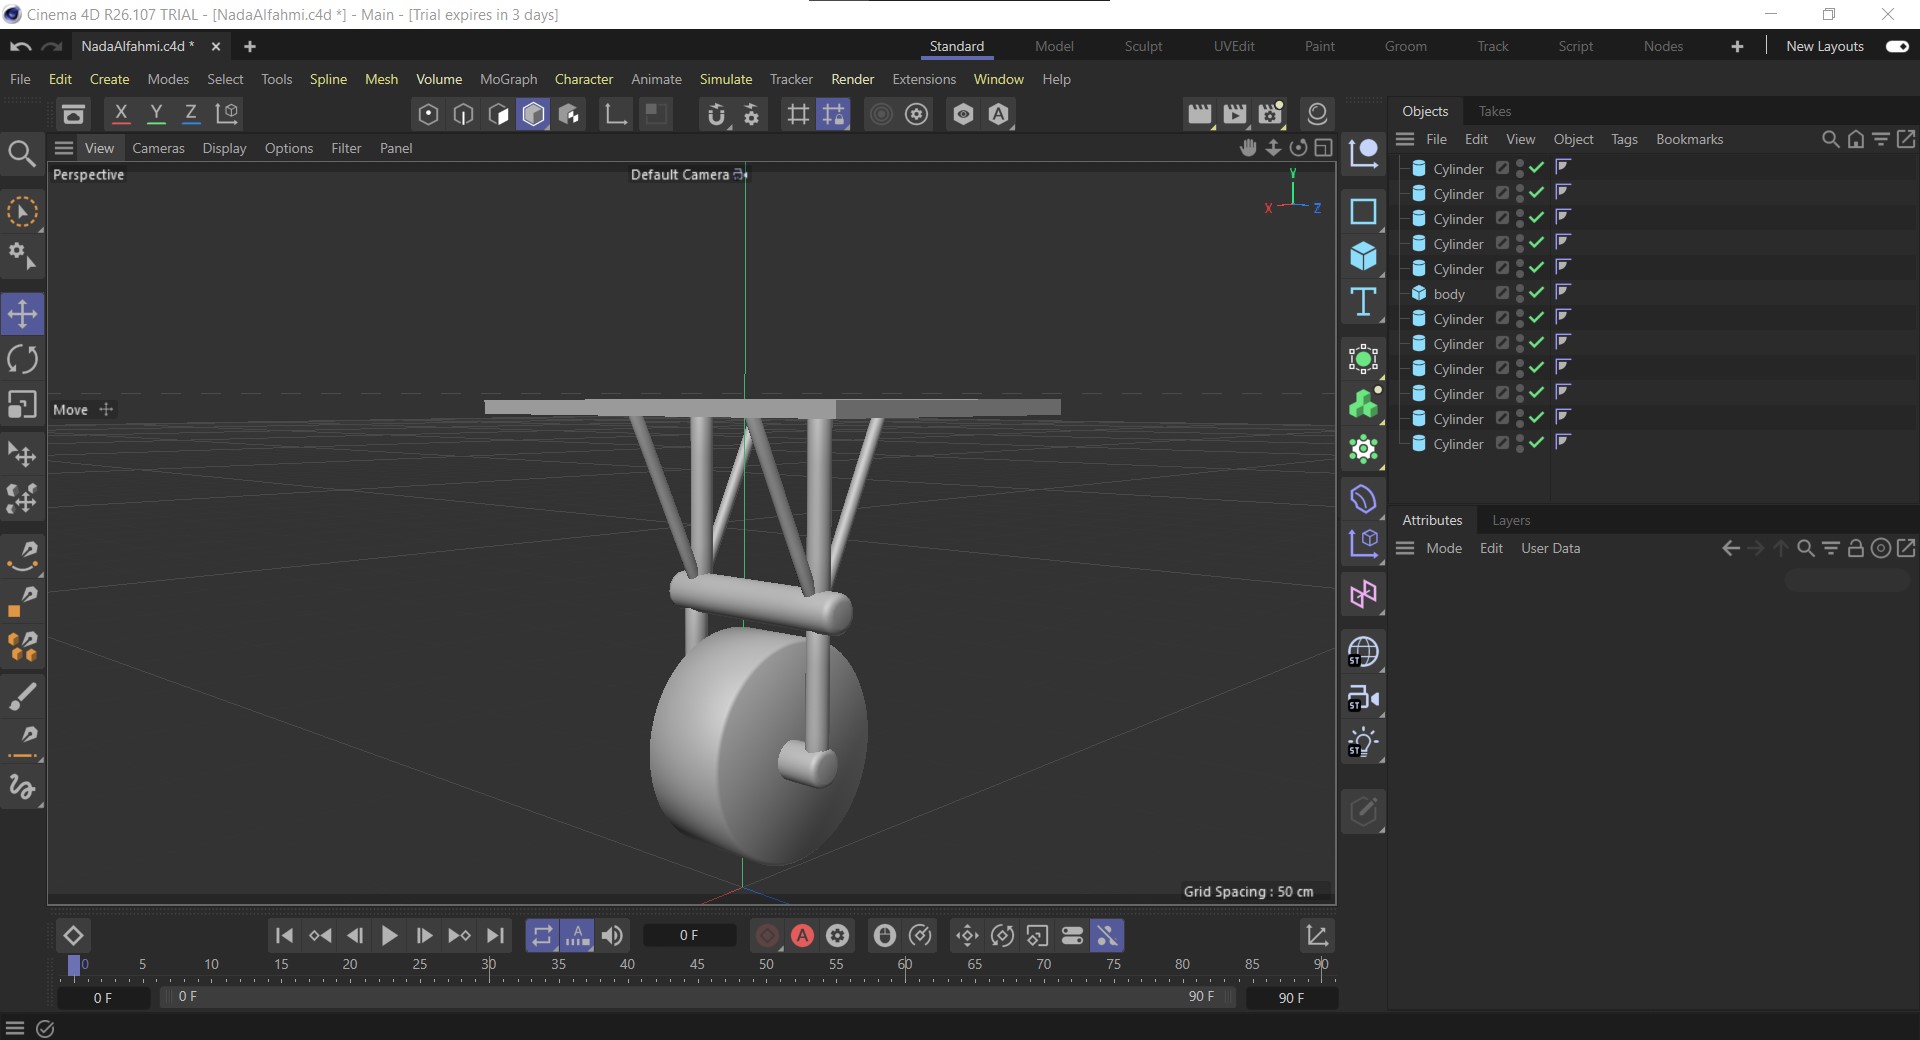 Cinema 4D R26.107 TRIAL - [NadaAlfahmi.c4d *] - Main - [Trial expires in 3 days]
NadaAlfahmi.c4d * Standard Model Sculpt UVEdit Paint Groom Track Script Nodes New Layouts
File Edit Create Modes Select Tools Spline Mesh Volume MoGraph Character Animate Simulate Tracker Render Extensions Window Help
X Y Z A
Objects Takes
File Edit View Object Tags Bookmarks
View Cameras Display Options Filter Panel
Perspective Default Camera
Y
X Z
Move
Cylinder
Cylinder
Cylinder
Cylinder
Cylinder
body
Cylinder
Cylinder
Cylinder
Cylinder
Cylinder
Cylinder
T
ST
ST
ST
Attributes Layers
Mode Edit User Data
Grid Spacing : 50 cm
A 0 F A
0 5 10 15 20 25 30 35 40 45 50 55 60 65 70 75 80 85 90
0 F 0 F 90 F 90 F